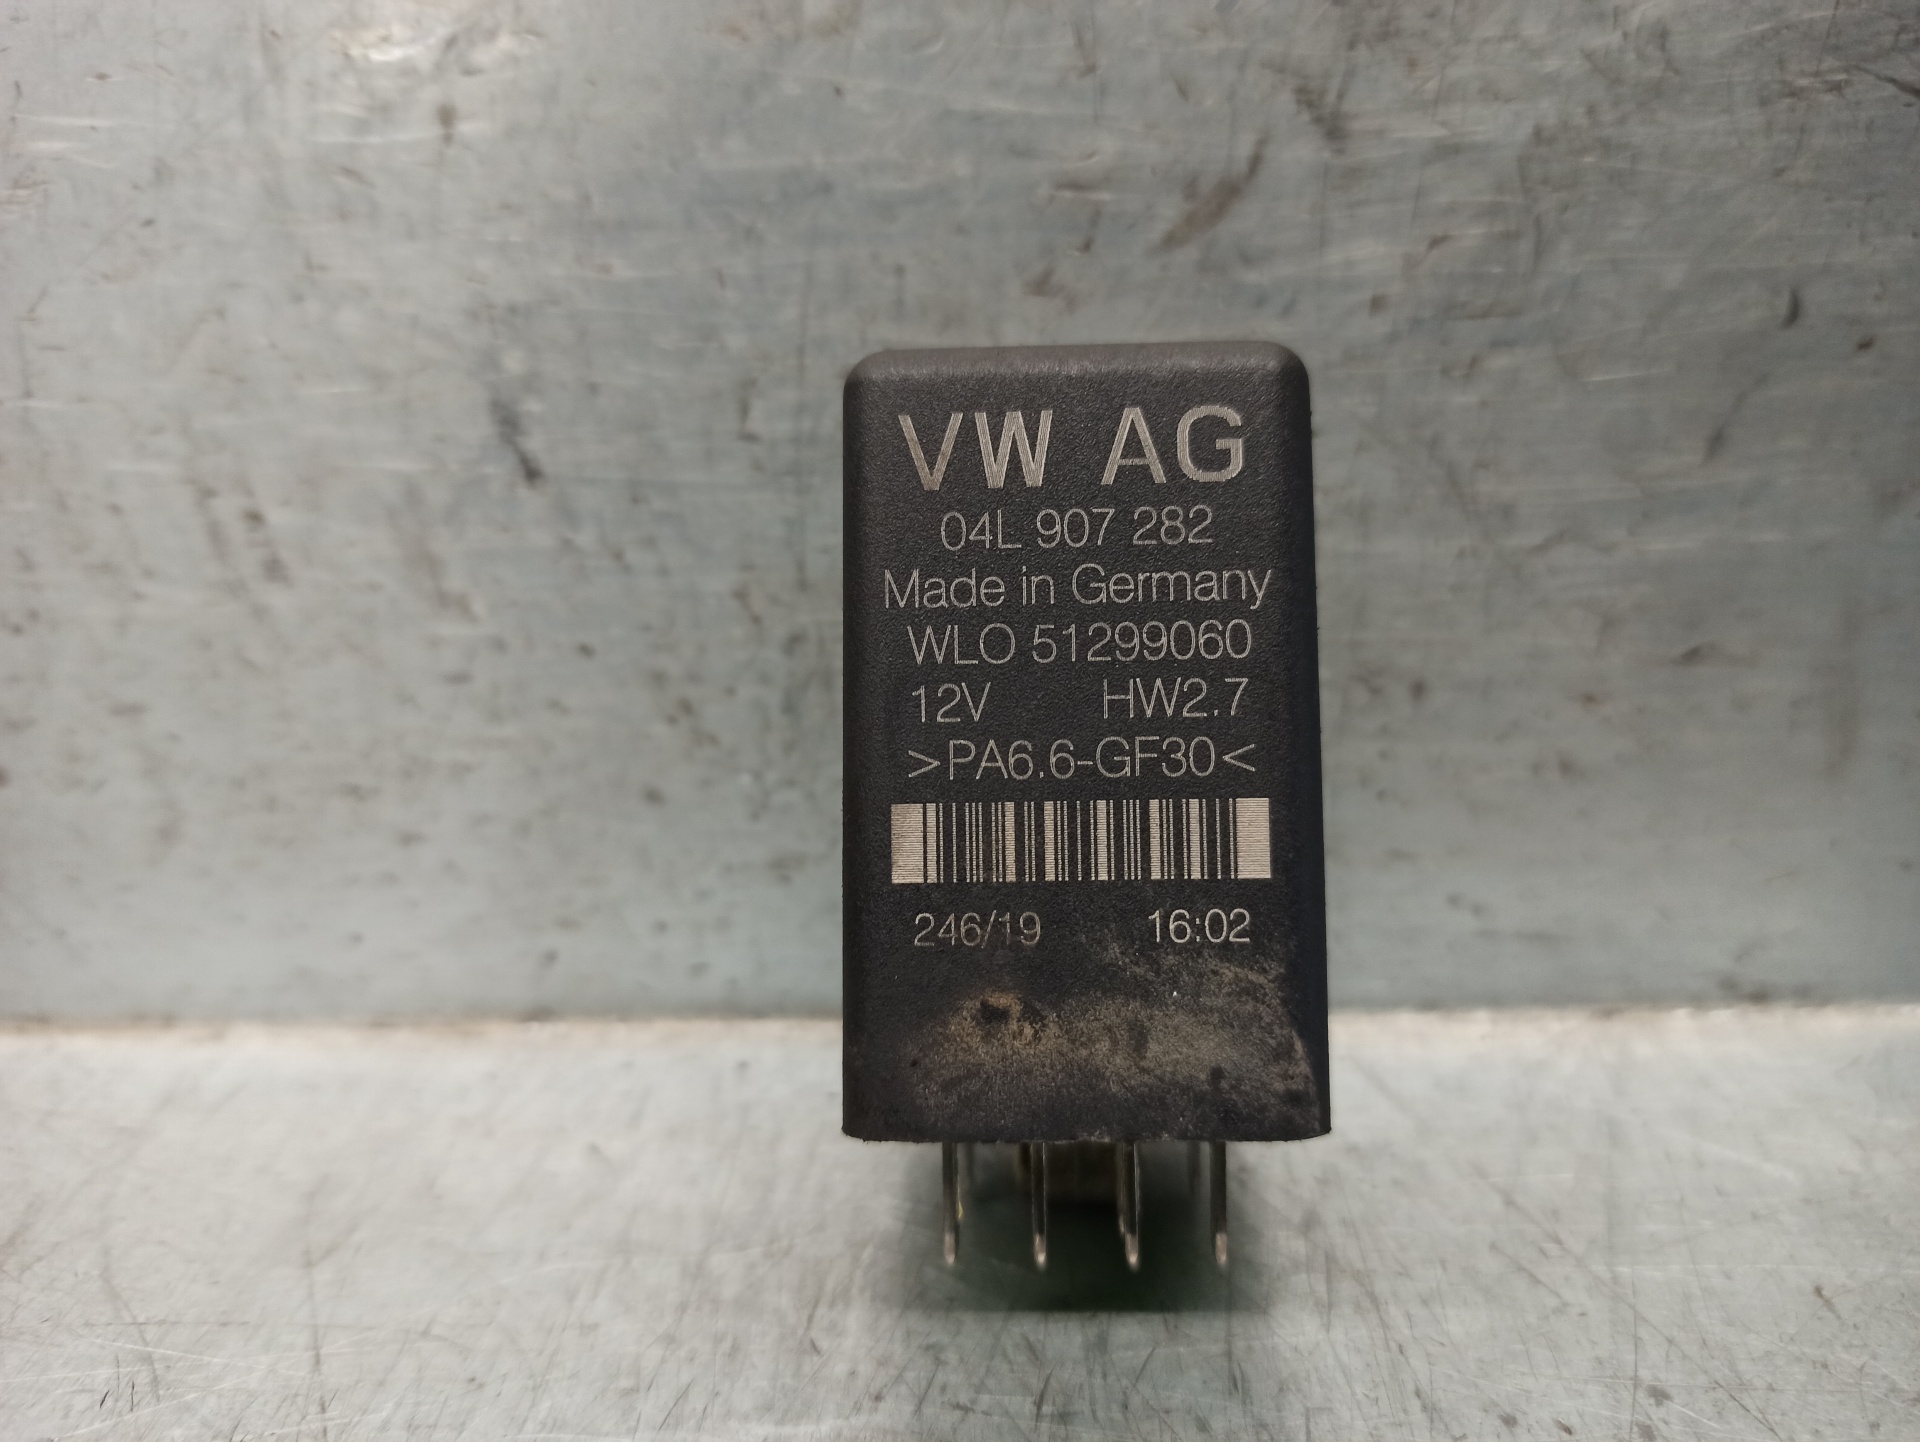 VW AG
04L 907 282
Made in Germany
WLO 51299060
12V HW2.7
>PA6.6-GF30<
246/19 16:02